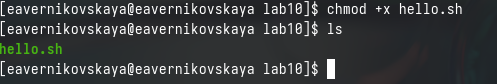 [eavernikovskaya@eavernikovskaya lab10]$ chmod +x hello.sh
[eavernikovskaya@eavernikovskaya lab10]$ ls
hello.sh
[eavernikovskaya@eavernikovskaya lab10]$